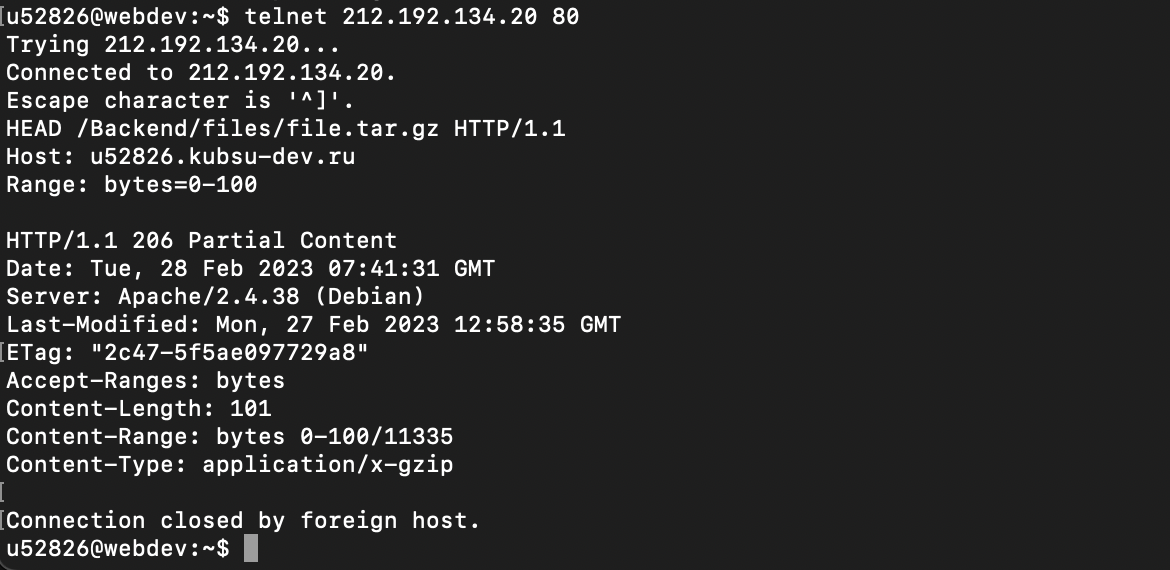 [u52826@webdev:~$ telnet 212.192.134.20 80
Trying 212.192.134.20...
Connected to 212.192.134.20.
Escape character is '^]'.
HEAD /Backend/files/file.tar.gz HTTP/1.1
Host: u52826.kubsu-dev.ru
Range: bytes=0-100

HTTP/1.1 206 Partial Content
Date: Tue, 28 Feb 2023 07:41:31 GMT
Server: Apache/2.4.38 (Debian)
Last-Modified: Mon, 27 Feb 2023 12:58:35 GMT
[ETag: "2c47-5f5ae097729a8"
Accept-Ranges: bytes
Content-Length: 101
Content-Range: bytes 0-100/11335
Content-Type: application/x-gzip
[
[Connection closed by foreign host.
u52826@webdev:~$